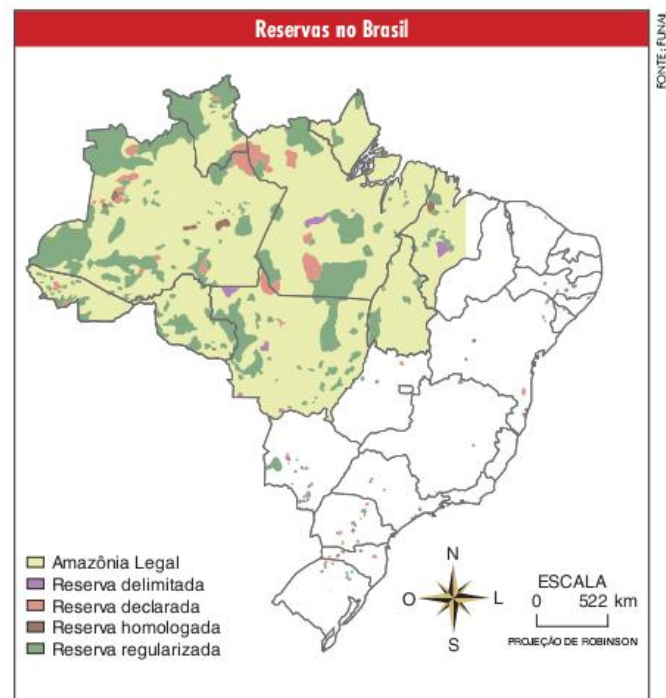 Reservas no Brasil
FONTE: FUNAI
Amazônia Legal
Reserva delimitada
Reserva declarada
Reserva homologada
Reserva regularizada
N
O
L
S
ESCALA
0 522 km
PROJEÇÃO DE ROBINSON